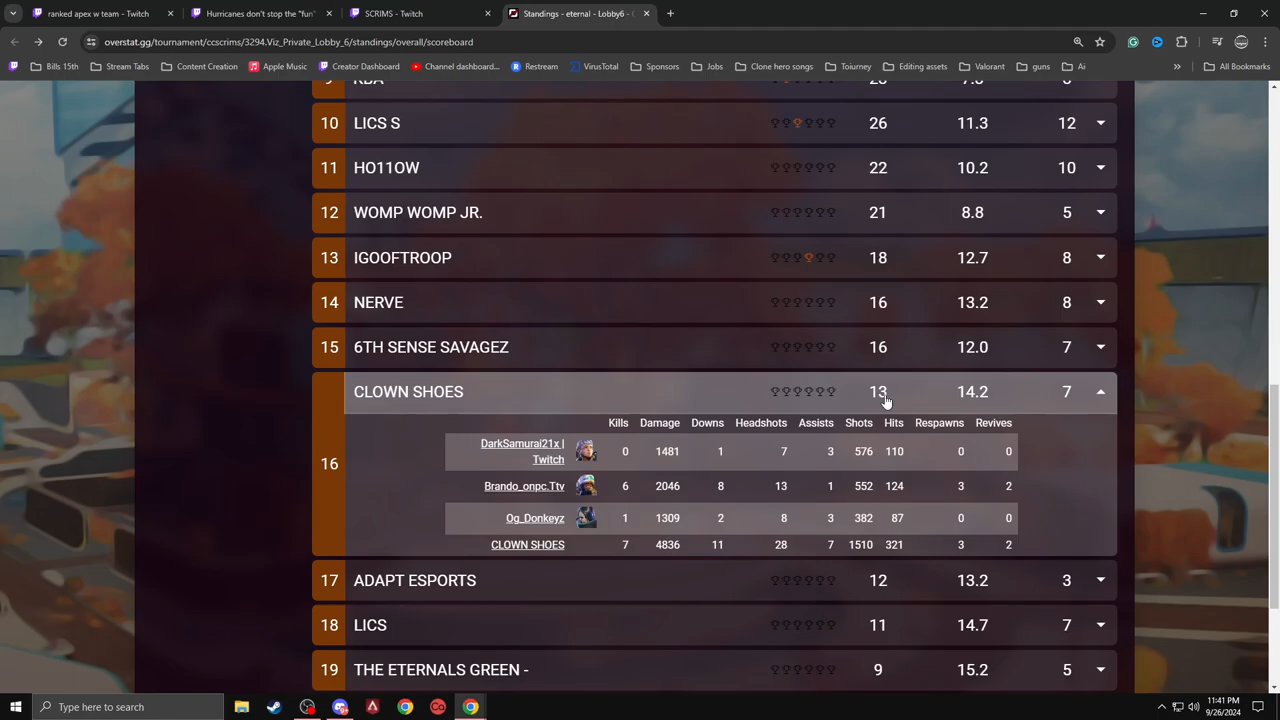 ranked apex w team - Twitch
Hurricanes don't stop the "fun"
SCRIMS - Twitch
Standings - eternal - Lobby6 -
overstat.gg/tournament/ccscrims/3294.Viz_Private_Lobby_6/standings/overall/scoreboard
Bills 15th
Stream Tabs
Content Creation
Apple Music
Creator Dashboard
Channel dashboard...
Restream
VirusTotal
Sponsors
Jobs
Clone hero songs
Toiurney
Editing assets
Valorant
guns
Ai
All Bookmarks
10 LICS S 26 11.3 12
11 HO11OW 22 10.2 10
12 WOMP WOMP JR. 21 8.8 5
13 IGOOFTROOP 18 12.7 8
14 NERVE 16 13.2 8
15 6TH SENSE SAVAGEZ 16 12.0 7
CLOWN SHOES 13 14.2 7
16
Kills Damage Downs Headshots Assists Shots Hits Respawns Revives
DarkSamurai21x |
Twitch 0 1481 1 7 3 576 110 0 0
Brando_onpc.Ttv 6 2046 8 13 1 552 124 3 2
Og_Donkeyz 1 1309 2 8 3 382 87 0 0
CLOWN SHOES 7 4836 11 28 7 1510 321 3 2
17 ADAPT ESPORTS 12 13.2 3
18 LICS 11 14.7 7
19 THE ETERNALS GREEN - 9 15.2 5
Type here to search
11:41 PM
9/26/2024